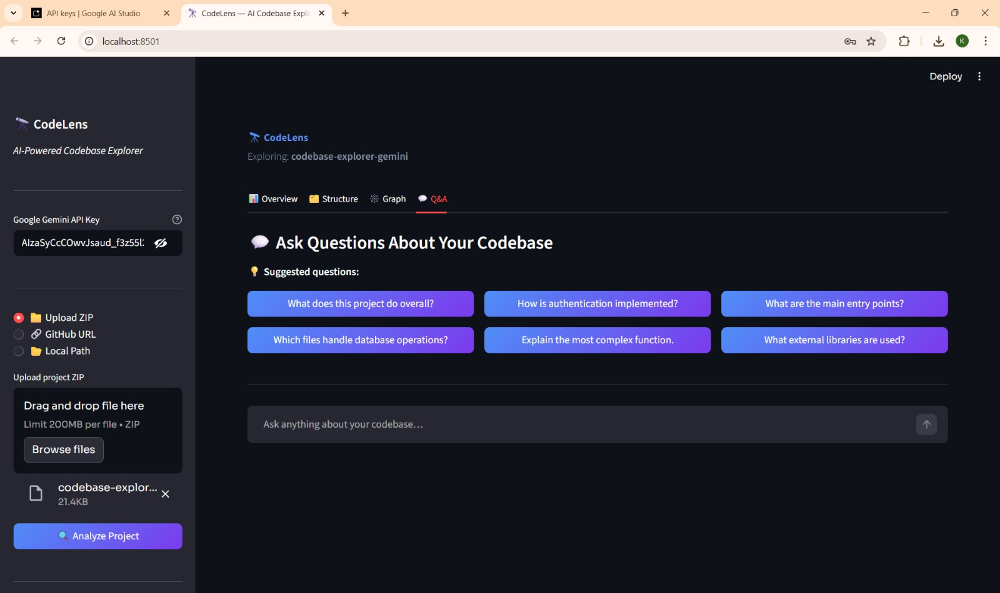 API keys | Google AI Studio
CodeLens — AI Codebase Explo
localhost:8501
K
Deploy
CodeLens
AI-Powered Codebase Explorer
Google Gemini API Key
AIzaSyCcCOwvJsaud_f3z55l
Upload ZIP
GitHub URL
Local Path
Upload project ZIP
Drag and drop file here
Limit 200MB per file • ZIP
Browse files
codebase-explor...
21.4KB
Analyze Project
CodeLens
Exploring: codebase-explorer-gemini
Overview
Structure
Graph
Q&A
Ask Questions About Your Codebase
Suggested questions:
What does this project do overall?
How is authentication implemented?
What are the main entry points?
Which files handle database operations?
Explain the most complex function.
What external libraries are used?
Ask anything about your codebase…